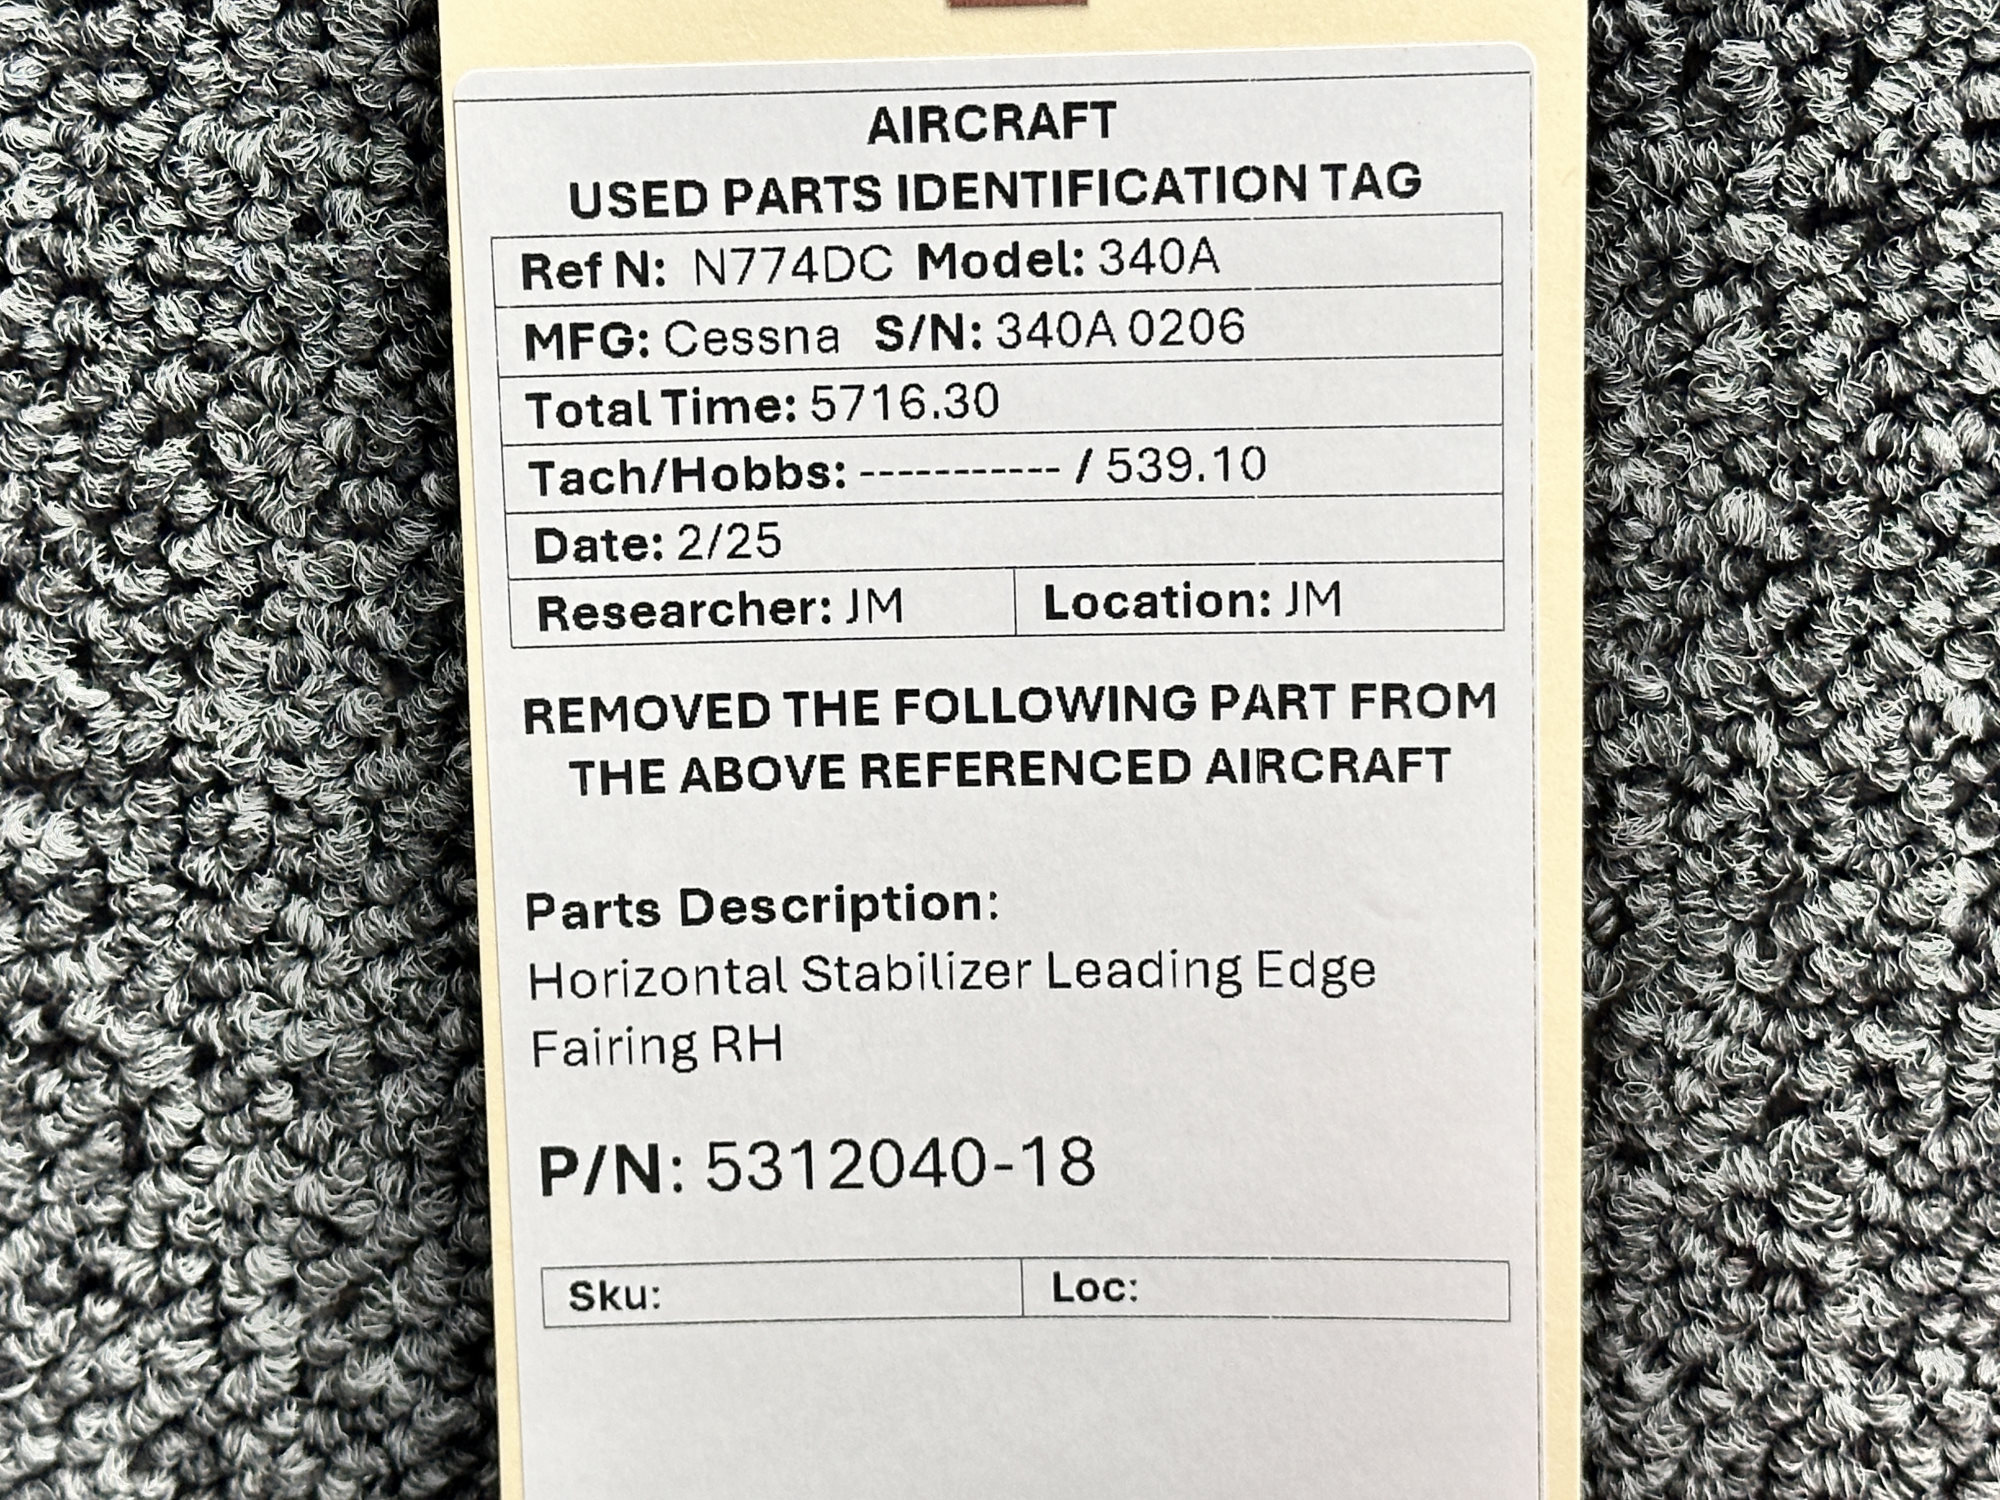 AIRCRAFT
USED PARTS IDENTIFICATION TAG
Ref N: N774DC Model: 340A
MFG: Cessna S/N: 340A 0206
Total Time: 5716.30
Tach/Hobbs: ----------- / 539.10
Date: 2/25
Researcher: JM Location: JM
REMOVED THE FOLLOWING PART FROM
THE ABOVE REFERENCED AIRCRAFT
Parts Description:
Horizontal Stabilizer Leading Edge
Fairing RH
P/N: 5312040-18
Sku: Loc: